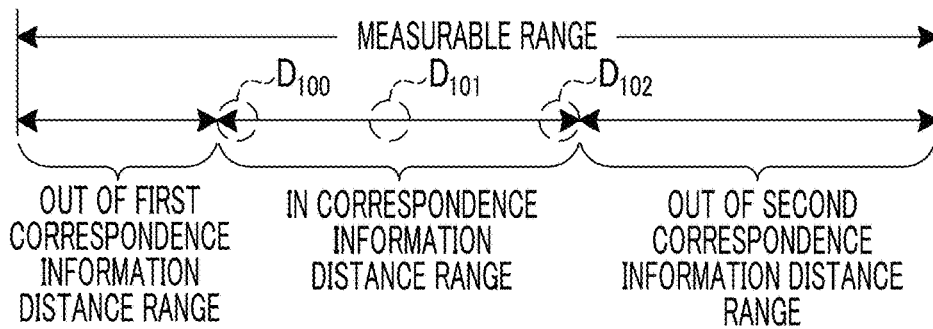 MEASURABLE RANGE
D100 D101 D102
OUT OF FIRST
CORRESPONDENCE
INFORMATION
DISTANCE RANGE
IN CORRESPONDENCE
INFORMATION
DISTANCE RANGE
OUT OF SECOND
CORRESPONDENCE
INFORMATION DISTANCE
RANGE